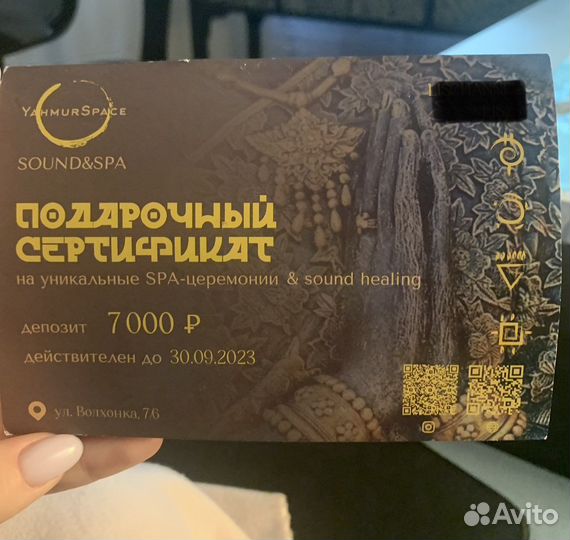 YAHMURSPACE
SOUND&SPA
ПОДАРОЧНЫЙ
СЕРТИФИКАТ
на уникальные SPA-церемонии & sound healing
депозит 7000 ₽
действителен до 30.09.2023
ул. Волхонка, 7.6
Avito